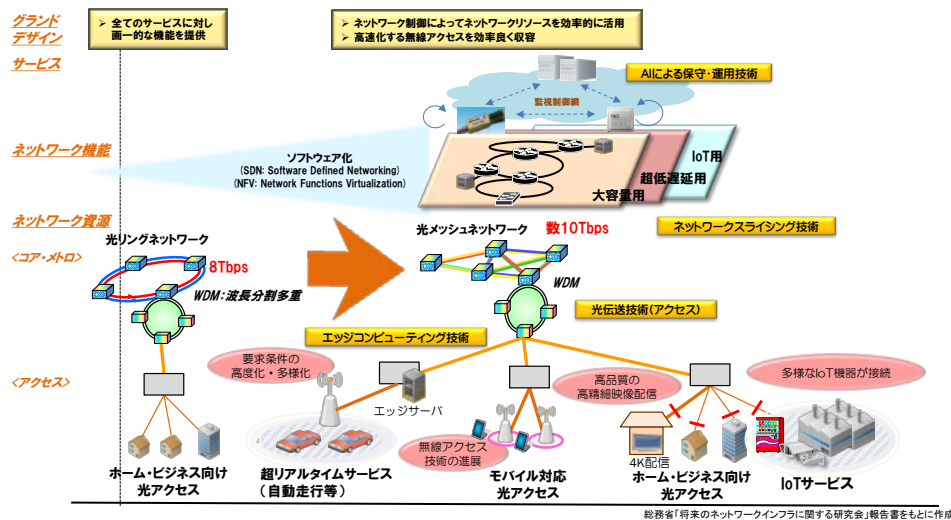 グランド
デザイン
➢ 全てのサービスに対し
画一的な機能を提供
➢ ネットワーク制御によってネットワークリソースを効率的に活用
➢ 高速化する無線アクセスを効率良く収容
サービス
AIによる保守・運用技術
監視制御網
ネットワーク機能
ソフトウェア化
(SDN: Software Defined Networking)
(NFV: Network Functions Virtualization)
IoT用
超低遅延用
大容量用
ネットワーク資源
ネットワークスライシング技術
光リングネットワーク
光メッシュネットワーク
数10Tbps
<コア・メトロ>
8Tbps
WDM:波長分割多重
WDM
光伝送技術(アクセス)
エッジコンピューティング技術
<アクセス>
要求条件の
高度化・多様化
エッジサーバ
高品質の
高精細映像配信
多様なIoT機器が接続
無線アクセス
技術の進展
4K配信
ホーム・ビジネス向け
光アクセス
超リアルタイムサービス
(自動走行等)
モバイル対応
光アクセス
ホーム・ビジネス向け
光アクセス
IoTサービス
総務省「将来のネットワークインフラに関する研究会」報告書をもとに作成